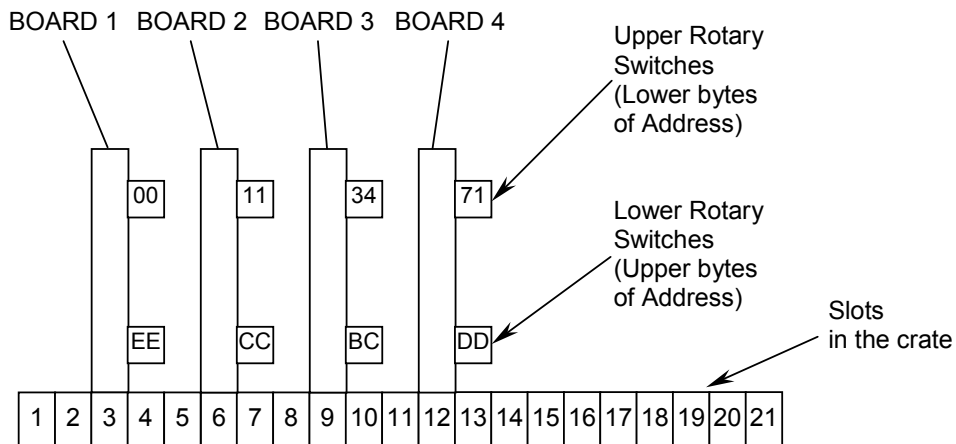 BOARD 1 BOARD 2 BOARD 3 BOARD 4
Upper Rotary
Switches
(Lower bytes
of Address)
00 11 34 71
Lower Rotary
Switches
(Upper bytes
of Address)
EE CC BC DD
Slots
in the crate
1 2 3 4 5 6 7 8 9 10 11 12 13 14 15 16 17 18 19 20 21